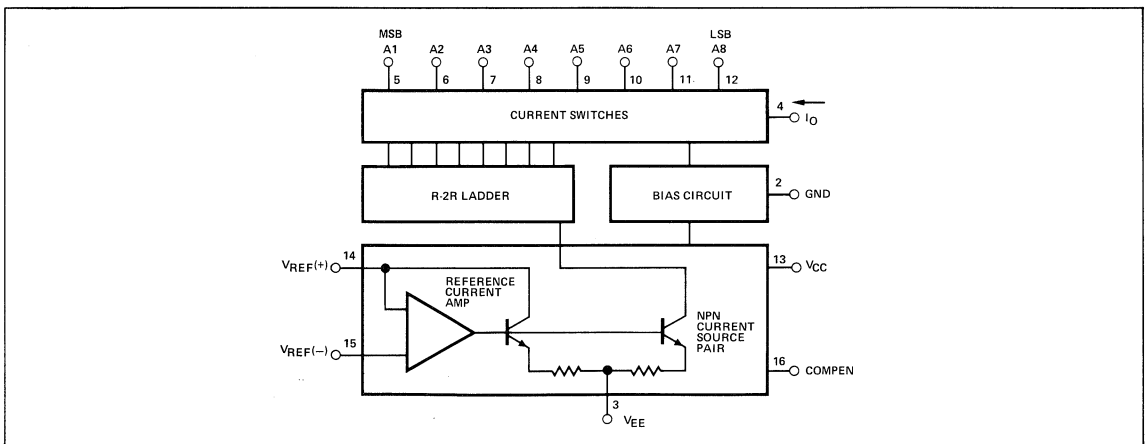 MSB LSB
A1 A2 A3 A4 A5 A6 A7 A8
5 6 7 8 9 10 11 12
CURRENT SWITCHES
4
IO
R-2R LADDER
BIAS CIRCUIT
2
GND
14
VREF(+)
REFERENCE
CURRENT
AMP
13
VCC
NPN
CURRENT
SOURCE
PAIR
15
VREF(−)
16
COMPEN
3
VEE